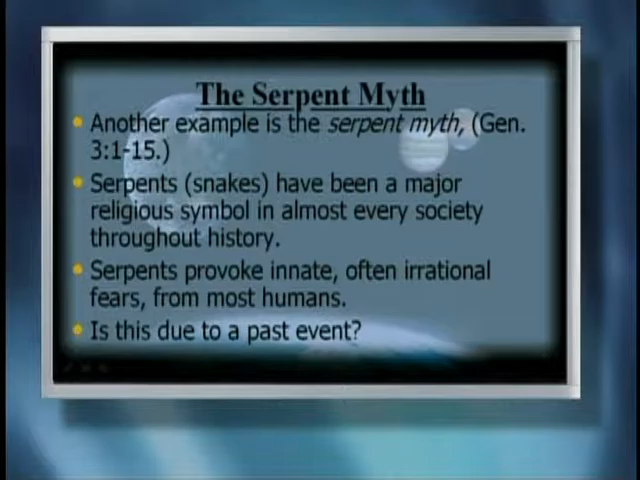 The Serpent Myth
• Another example is the serpent myth, (Gen.
3:1-15.)
• Serpents (snakes) have been a major
religious symbol in almost every society
throughout history.
• Serpents provoke innate, often irrational
fears, from most humans.
• Is this due to a past event?